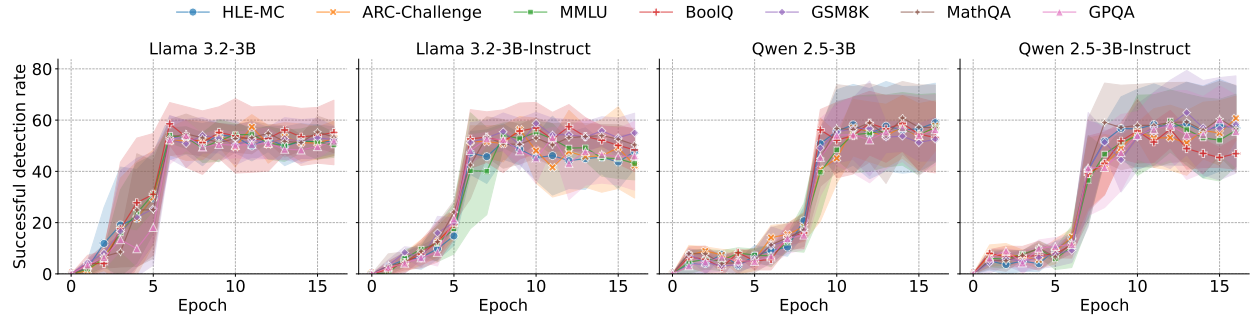 HLE-MC ARC-Challenge MMLU BoolQ GSM8K MathQA GPQA
Llama 3.2-3B Llama 3.2-3B-Instruct Qwen 2.5-3B Qwen 2.5-3B-Instruct
Successful detection rate
80
60
40
20
0
0 5 10 15 0 5 10 15 0 5 10 15 0 5 10 15
Epoch Epoch Epoch Epoch